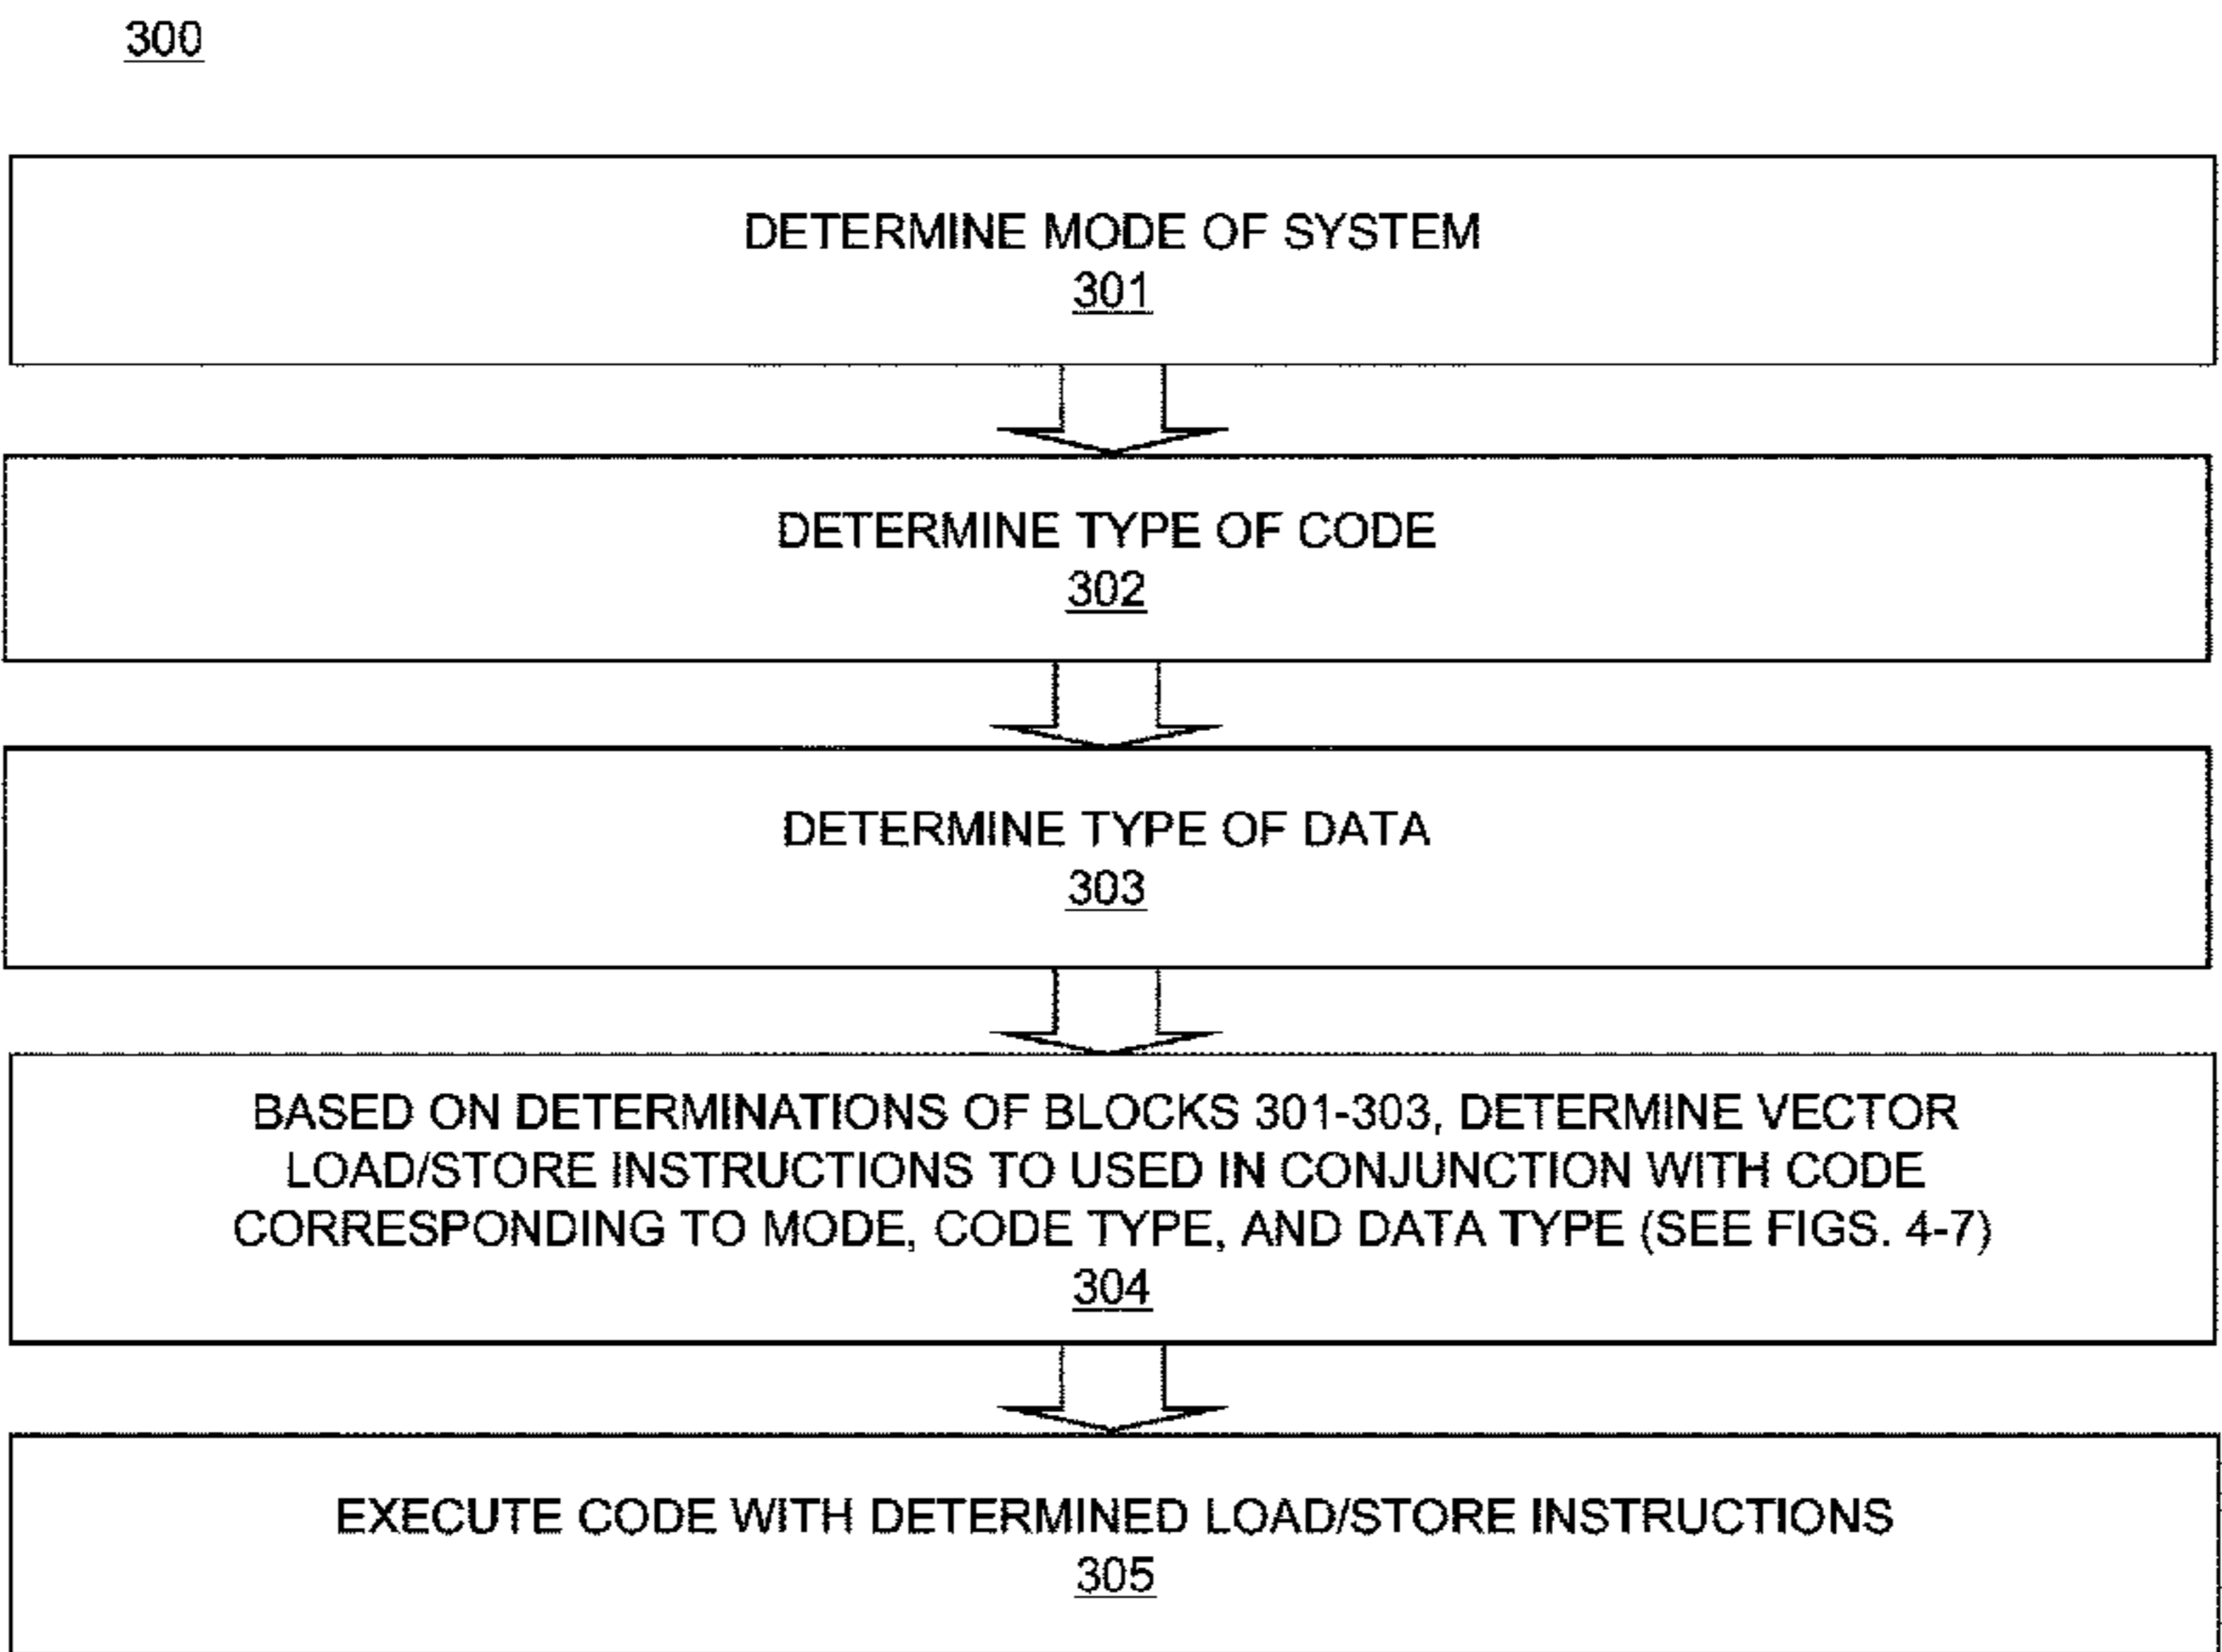 300
DETERMINE MODE OF SYSTEM
301
DETERMINE TYPE OF CODE
302
DETERMINE TYPE OF DATA
303
BASED ON DETERMINATIONS OF BLOCKS 301-303, DETERMINE VECTOR
LOAD/STORE INSTRUCTIONS TO USED IN CONJUNCTION WITH CODE
CORRESPONDING TO MODE, CODE TYPE, AND DATA TYPE (SEE FIGS. 4-7)
304
EXECUTE CODE WITH DETERMINED LOAD/STORE INSTRUCTIONS
305